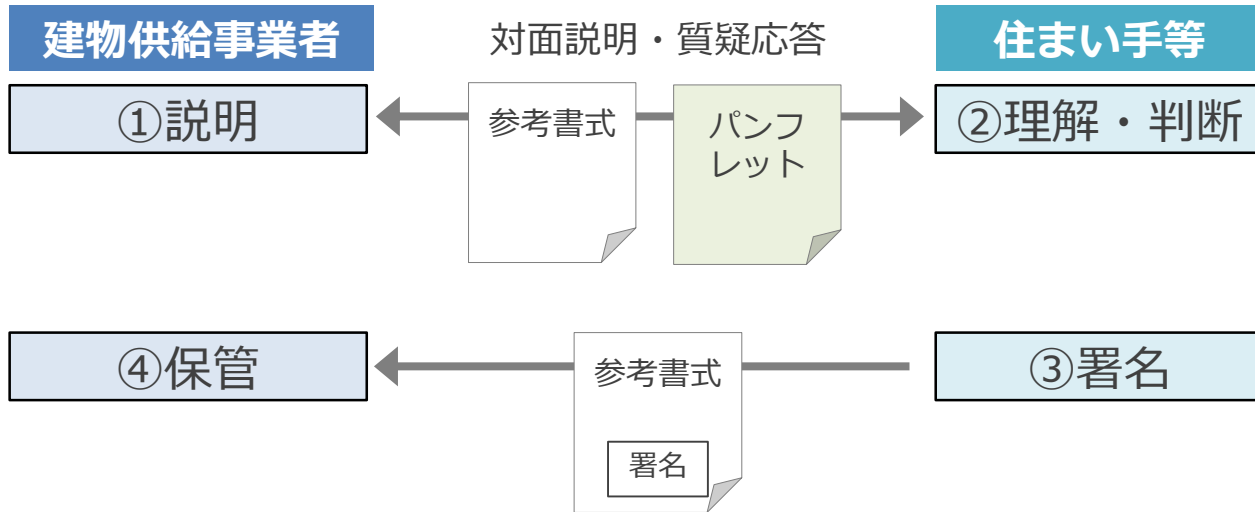 建物供給事業者
対面説明・質疑応答
住まい手等
①説明
参考書式
パンフ
レット
②理解・判断
④保管
参考書式
署名
③署名